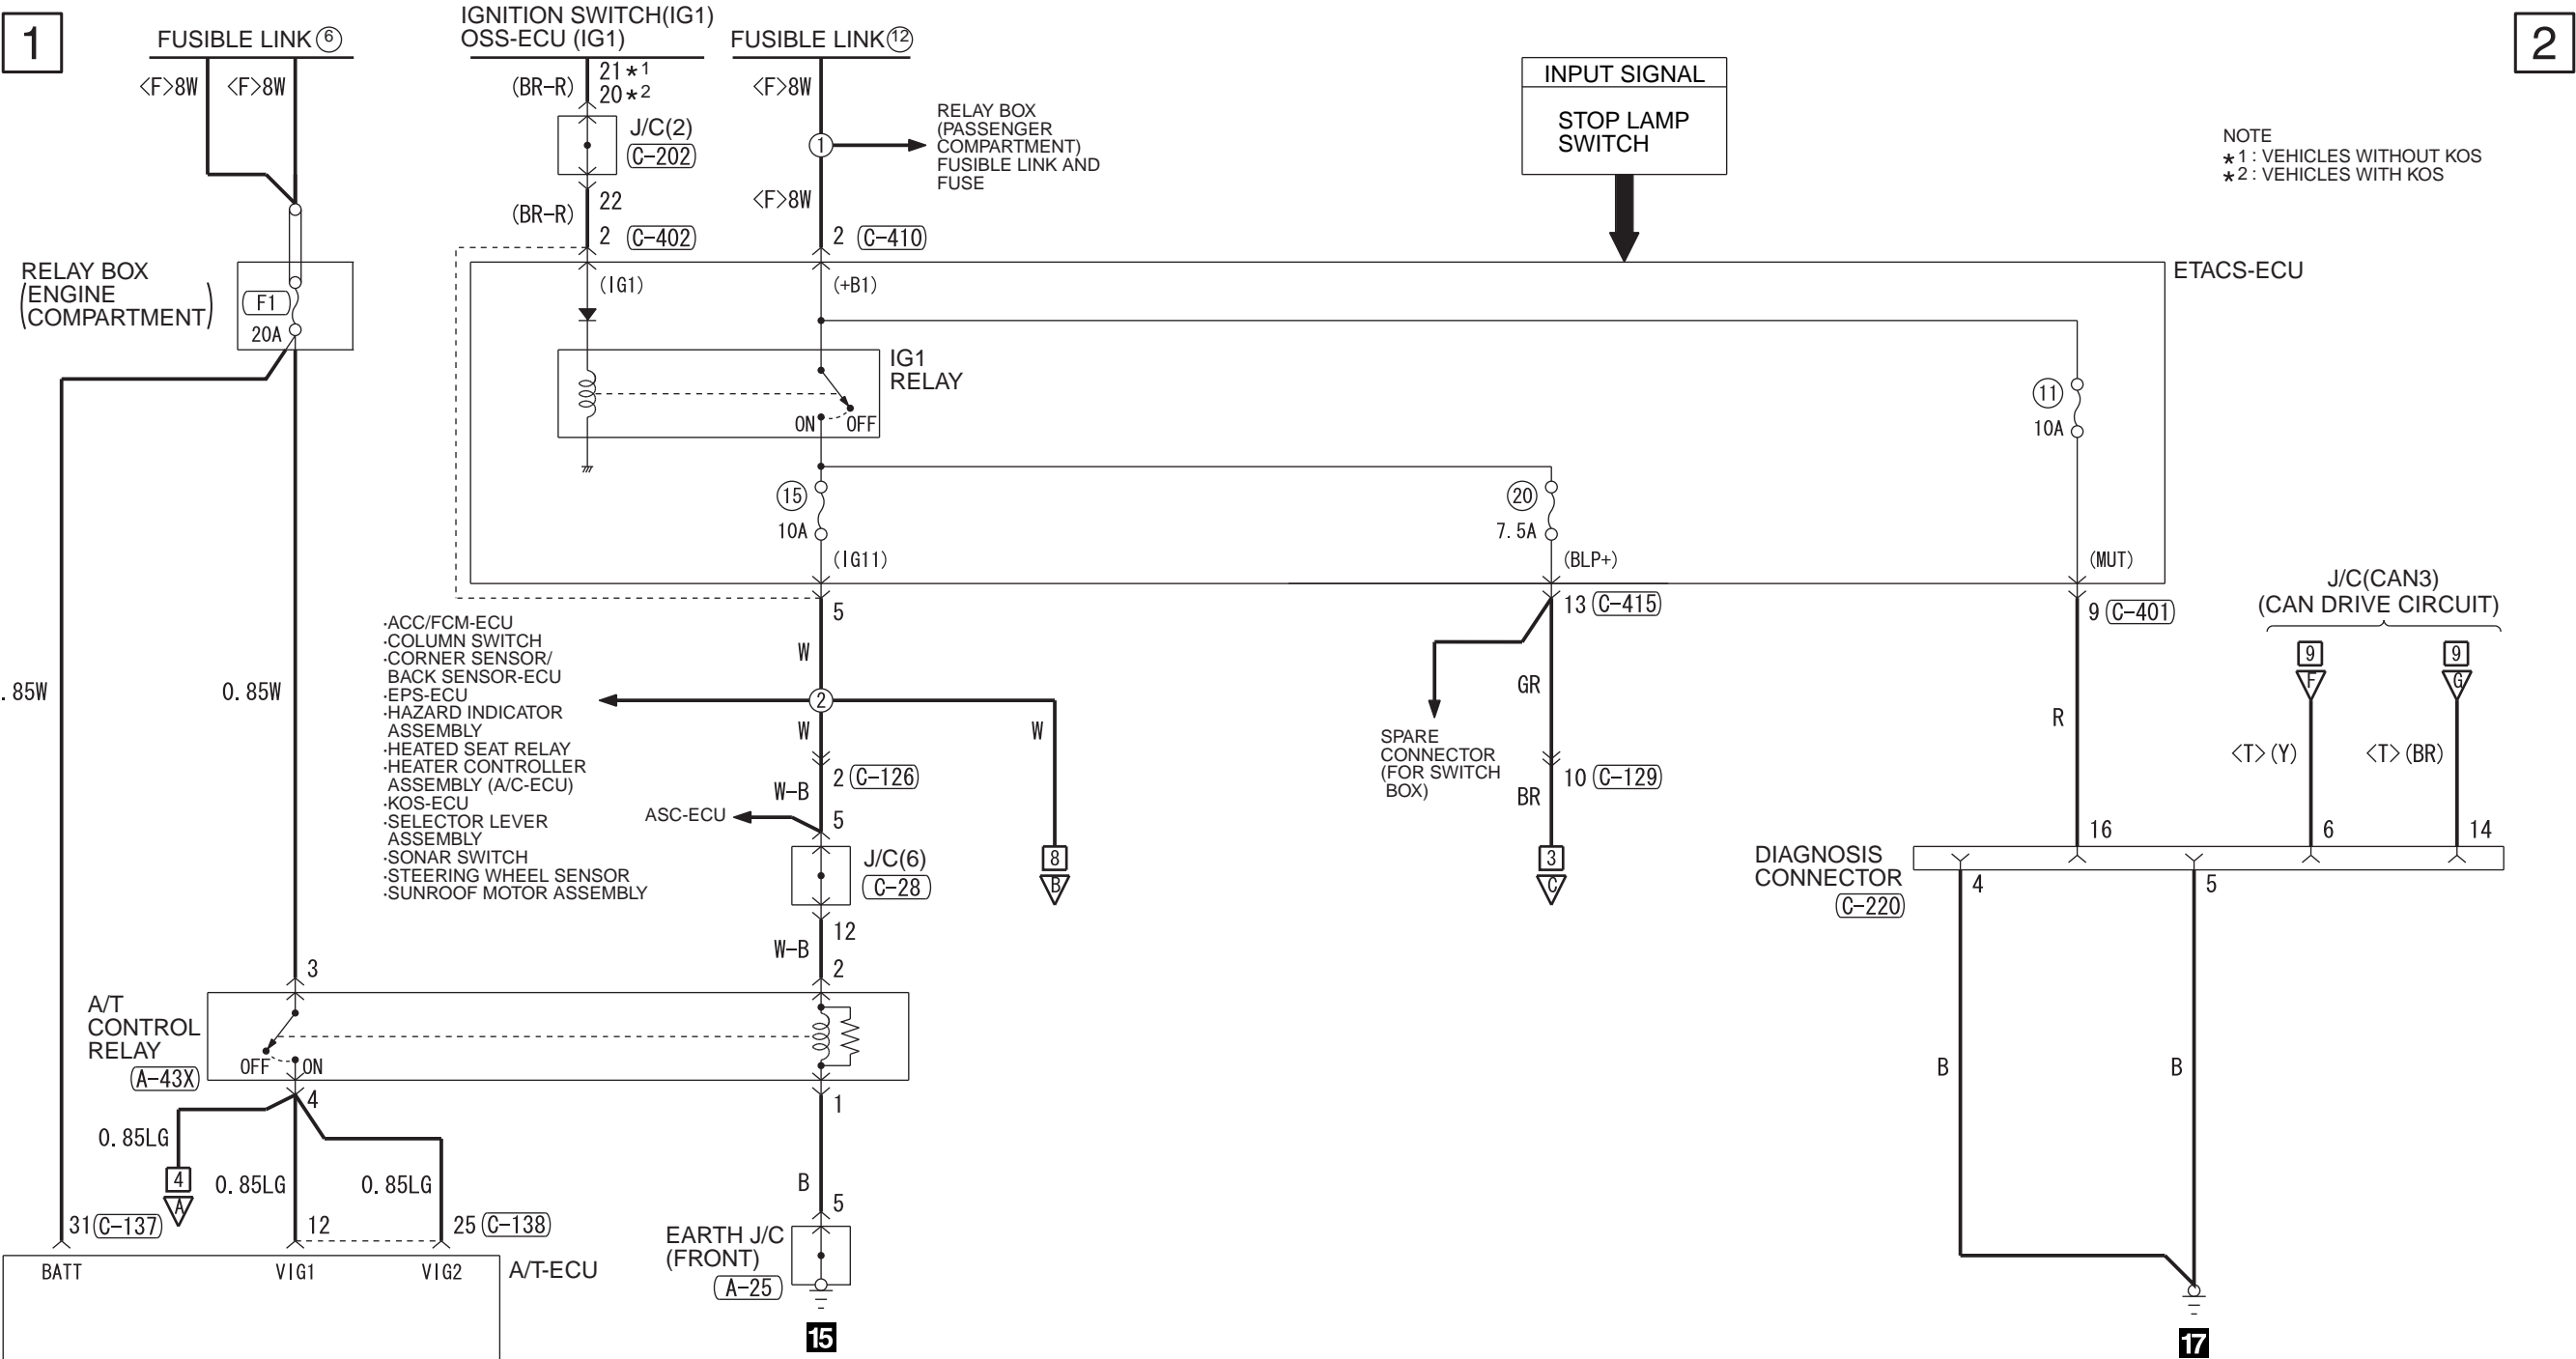 1
FUSIBLE LINK 6
IGNITION SWITCH(IG1)
OSS-ECU (IG1)
FUSIBLE LINK 12
2
<F>8W
<F>8W
(BR-R)
21*1
20*2
<F>8W
J/C(2)
C-202
1
RELAY BOX
(PASSENGER
COMPARTMENT)
FUSIBLE LINK AND
FUSE
INPUT SIGNAL
STOP LAMP
SWITCH
NOTE
*1 : VEHICLES WITHOUT KOS
*2 : VEHICLES WITH KOS
(BR-R)
22
2
C-402
<F>8W
2
C-410
RELAY BOX
(ENGINE
COMPARTMENT)
F1
20A
(IG1)
(+B1)
ETACS-ECU
IG1
RELAY
ON
OFF
11
10A
15
10A
20
7.5A
(IG11)
(BLP+)
(MUT)
5
13
C-415
9
C-401
J/C(CAN3)
(CAN DRIVE CIRCUIT)
·ACC/FCM-ECU
·COLUMN SWITCH
·CORNER SENSOR/
BACK SENSOR-ECU
·EPS-ECU
·HAZARD INDICATOR
ASSEMBLY
·HEATED SEAT RELAY
·HEATER CONTROLLER
ASSEMBLY (A/C-ECU)
·KOS-ECU
·SELECTOR LEVER
ASSEMBLY
·SONAR SWITCH
·STEERING WHEEL SENSOR
·SUNROOF MOTOR ASSEMBLY
.85W
0.85W
W
2
W
W
2
C-126
W-B
ASC-ECU
5
J/C(6)
C-28
8
B
GR
SPARE
CONNECTOR
(FOR SWITCH
BOX)
10
C-129
BR
3
C
R
9
F
9
G
<T>(Y)
<T>(BR)
16
6
14
DIAGNOSIS
CONNECTOR
C-220
4
5
12
W-B
2
3
A/T
CONTROL
RELAY
A-43X
OFF
ON
4
1
B
B
0.85LG
4
A
0.85LG
0.85LG
B
5
31
C-137
12
25
C-138
EARTH J/C
(FRONT)
A-25
BATT
VIG1
VIG2
A/T-ECU
15
17